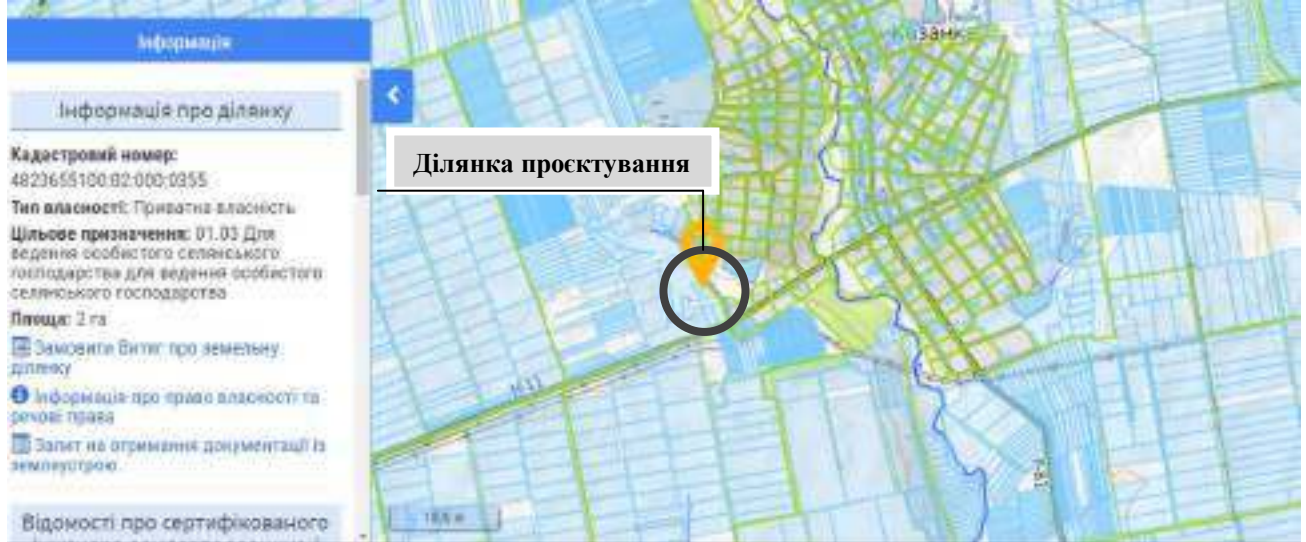 Інформація
Інформація про ділянку
Кадастровий номер:
4823655100:02:000:0355
Тип власності: Приватна власність
Цільове призначення: 01.03 Для
ведення особистого селянського
господарства для ведення особистого
селянського господарства
Площа: 2 га
Замовити Витяг про земельну
ділянку
Інформація про право власності та
речові права
Запит на отримання документації із
землеустрою
Відомості про сертифікованого
Ділянка проєктування
Казанка
Н11